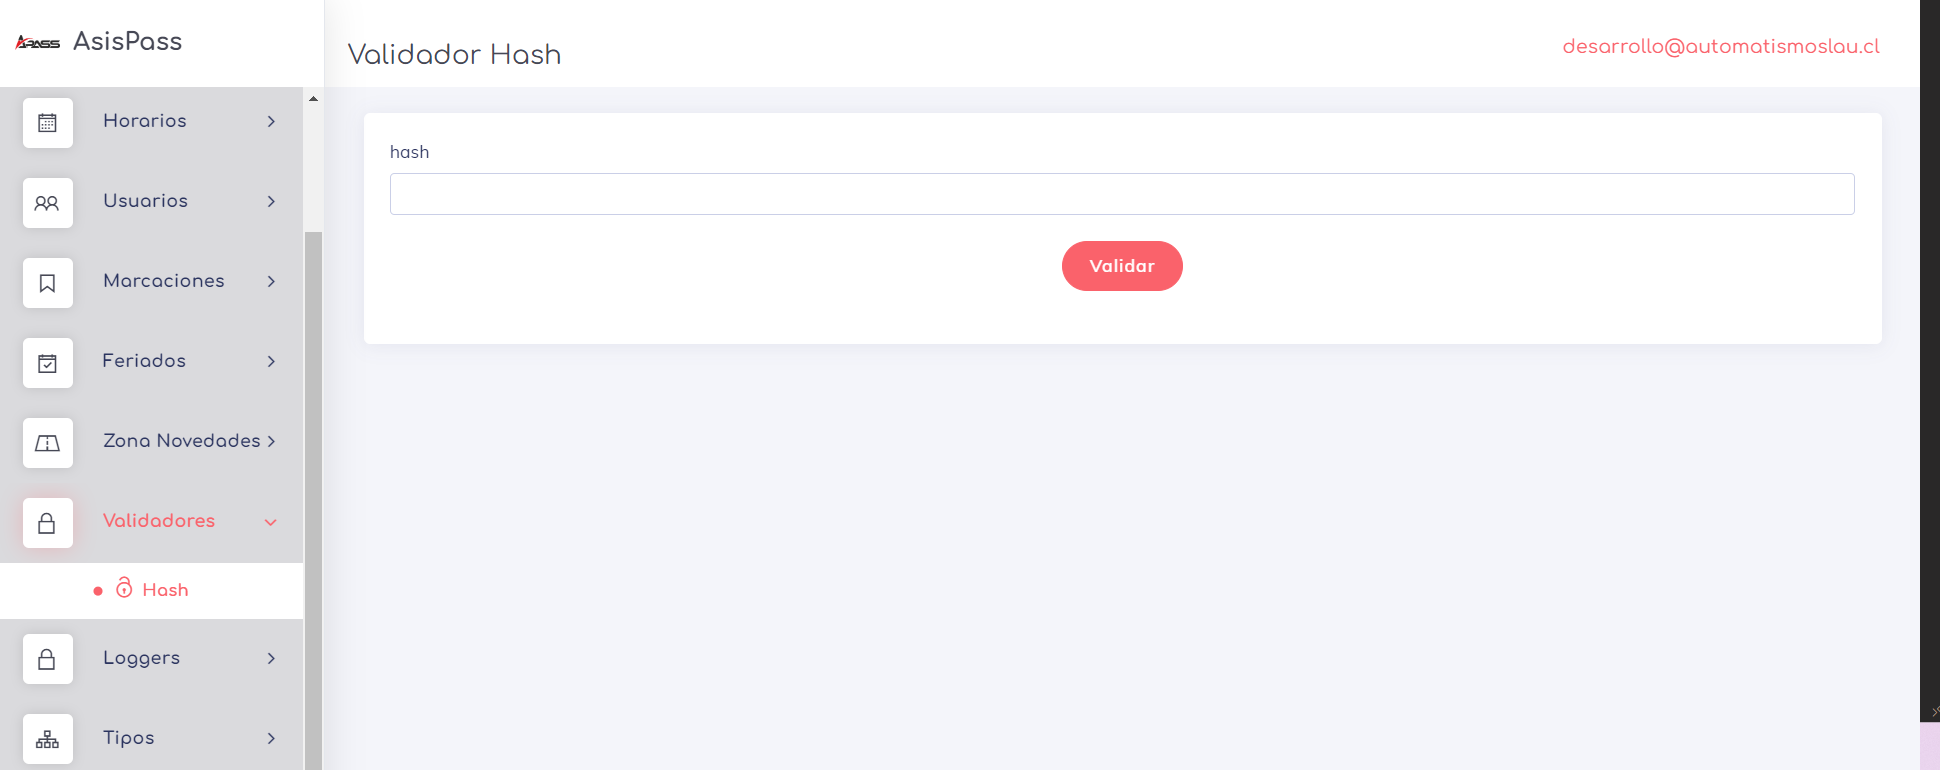 APASS AsisPass
Validador Hash
desarrollo@automatismoslau.cl
Horarios
Usuarios
Marcaciones
Feriados
Zona Novedades
Validadores
Hash
Loggers
Tipos
hash
Validar